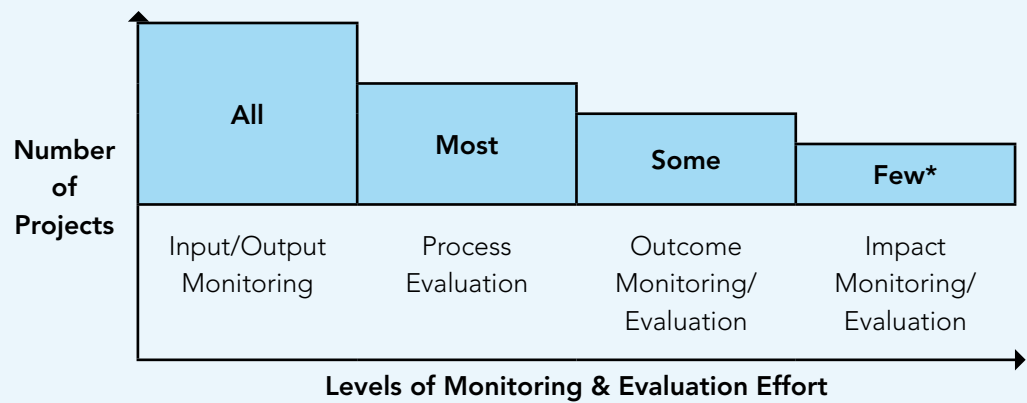 All
Most
Some
Few*
Number
of
Projects
Input/Output
Monitoring
Process
Evaluation
Outcome
Monitoring/
Evaluation
Impact
Monitoring/
Evaluation
Levels of Monitoring & Evaluation Effort